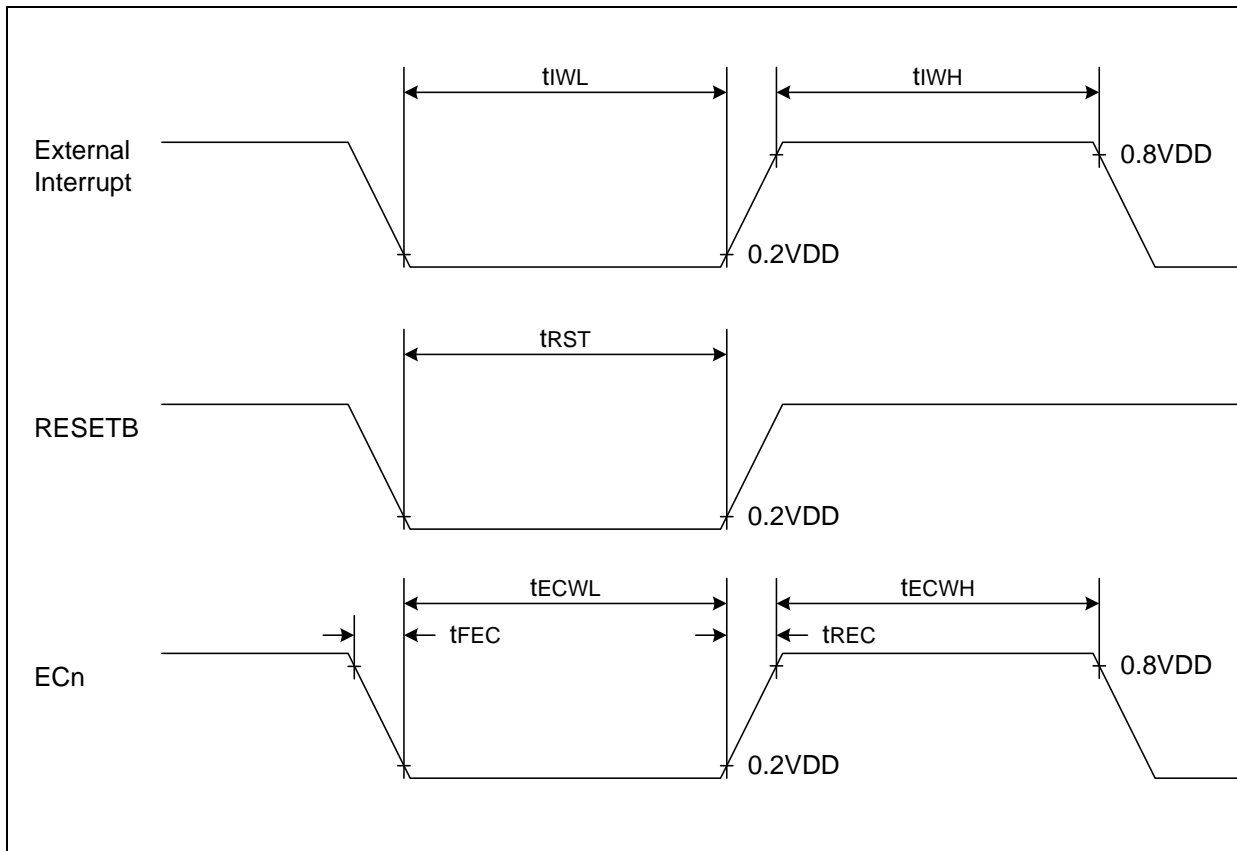 tIWL
tIWH
External
Interrupt
0.8VDD
0.2VDD
tRST
RESETB
0.2VDD
tECWL
tECWH
tFEC
tREC
ECn
0.8VDD
0.2VDD